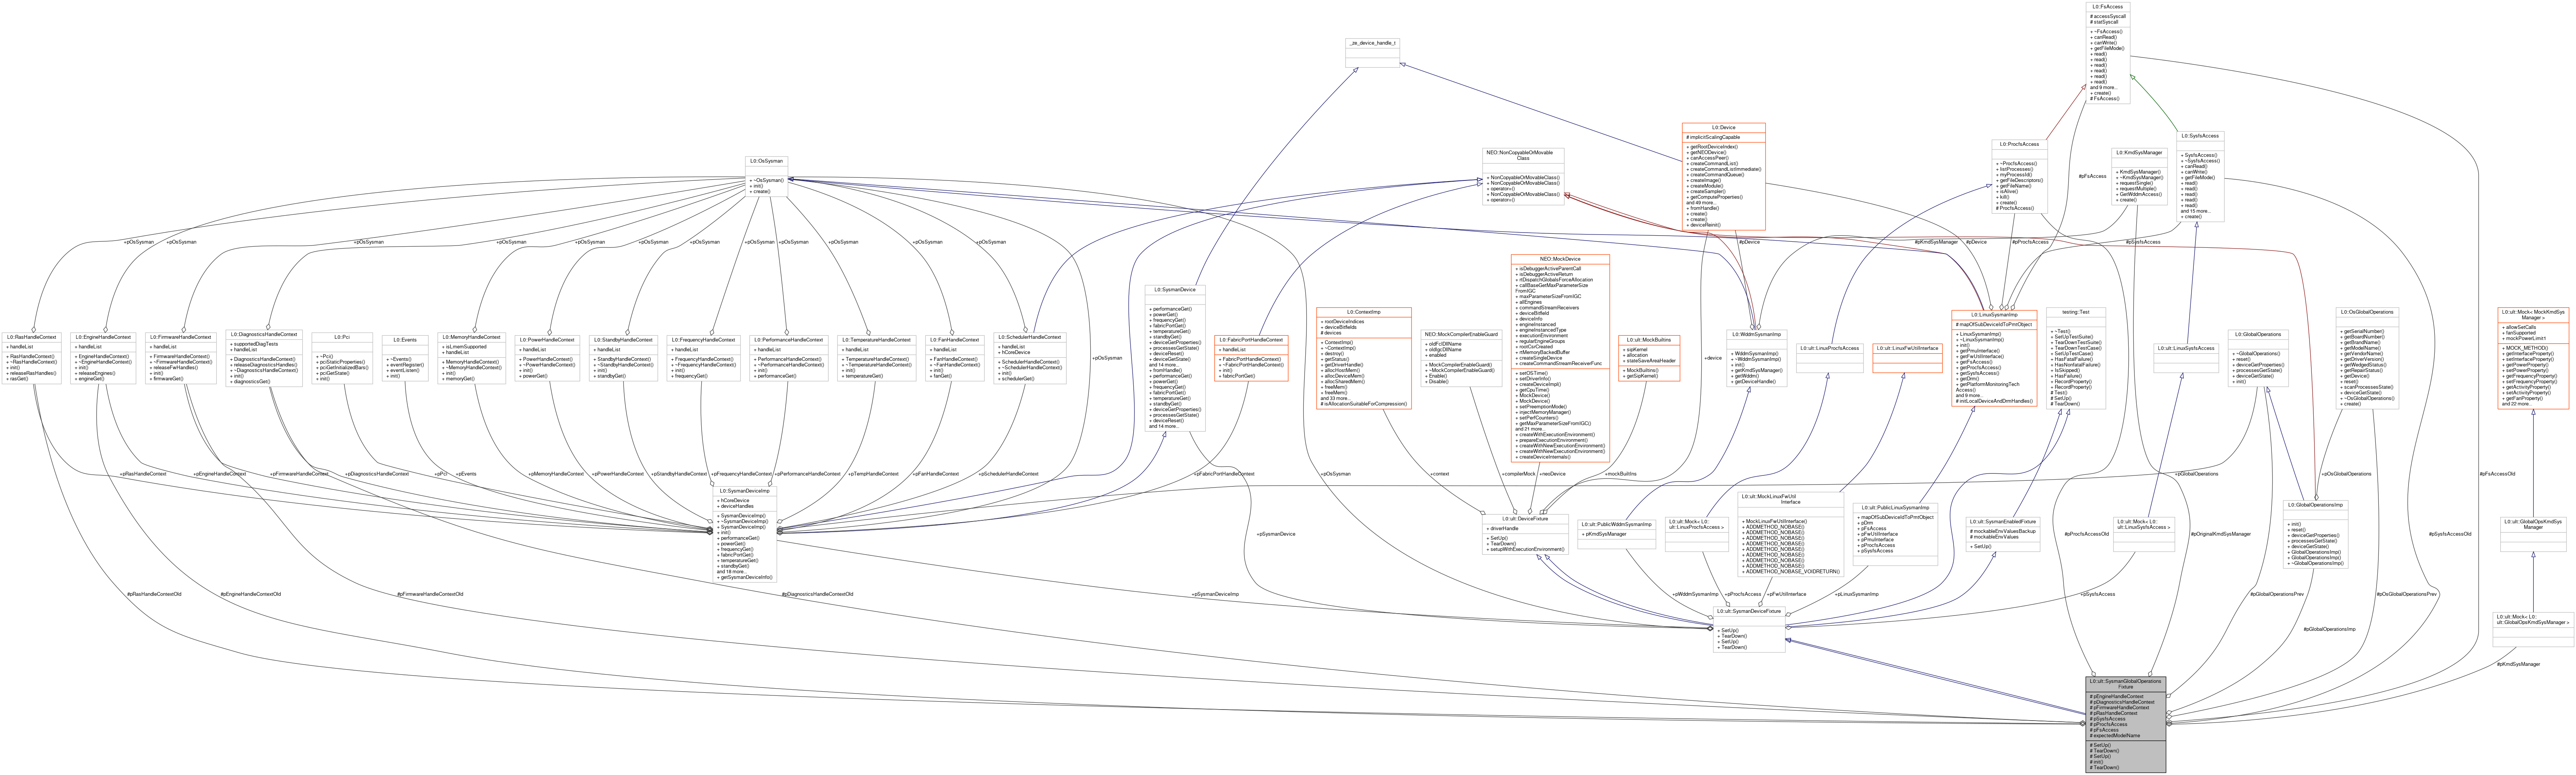 L0::FsAccess
# accessSyscall
# statSyscall
+ ~FsAccess()
+ canRead()
+ canWrite()
+ getFileMode()
+ read()
+ read()
+ read()
+ read()
+ read()
+ read()
and 9 more...
+ create()
# FsAccess()
_ze_device_handle_t
L0::Device
# implicitScalingCapable
+ getRootDeviceIndex()
+ getNEODevice()
+ canAccessPeer()
+ createCommandList()
+ createCommandListImmediate()
+ createCommandQueue()
+ createImage()
+ createModule()
+ createSampler()
+ getComputeProperties()
and 49 more...
+ fromHandle()
+ create()
+ create()
+ deviceReinit()
NEO::NonCopyableOrMovable
Class
+ NonCopyableOrMovableClass()
+ NonCopyableOrMovableClass()
+ operator=()
+ NonCopyableOrMovableClass()
+ operator=()
L0::OsSysman
+ ~OsSysman()
+ init()
+ create()
L0::ProcfsAccess
+ ~ProcfsAccess()
+ listProcesses()
+ myProcessId()
+ getFileDescriptors()
+ getFileName()
+ isAlive()
+ kill()
+ create()
# ProcfsAccess()
L0::KmdSysManager
+ KmdSysManager()
+ ~KmdSysManager()
+ requestSingle()
+ requestMultiple()
+ GetWddmAccess()
+ create()
L0::SysfsAccess
+ SysfsAccess()
+ ~SysfsAccess()
+ canRead()
+ canWrite()
+ getFileMode()
+ read()
+ read()
+ read()
+ read()
+ read()
and 15 more...
+ create()
L0::RasHandleContext
+ handleList
+ RasHandleContext()
+ ~RasHandleContext()
+ init()
+ releaseRasHandles()
+ rasGet()
L0::EngineHandleContext
+ handleList
+ EngineHandleContext()
+ ~EngineHandleContext()
+ init()
+ releaseEngines()
+ engineGet()
L0::FirmwareHandleContext
+ handleList
+ FirmwareHandleContext()
+ ~FirmwareHandleContext()
+ releaseFwHandles()
+ init()
+ firmwareGet()
L0::DiagnosticsHandleContext
+ supportedDiagTests
+ handleList
+ DiagnosticsHandleContext()
+ releaseDiagnosticsHandles()
+ ~DiagnosticsHandleContext()
+ init()
+ diagnosticsGet()
L0::Pci
+ ~Pci()
+ pciStaticProperties()
+ pciGetInitializedBars()
+ pciGetState()
+ init()
L0::Events
+ ~Events()
+ eventRegister()
+ eventListen()
+ init()
L0::MemoryHandleContext
+ isLmemSupported
+ handleList
+ MemoryHandleContext()
+ ~MemoryHandleContext()
+ init()
+ memoryGet()
L0::PowerHandleContext
+ handleList
+ PowerHandleContext()
+ ~PowerHandleContext()
+ init()
+ powerGet()
L0::StandbyHandleContext
+ handleList
+ StandbyHandleContext()
+ ~StandbyHandleContext()
+ init()
+ standbyGet()
L0::FrequencyHandleContext
+ handleList
+ FrequencyHandleContext()
+ ~FrequencyHandleContext()
+ init()
+ frequencyGet()
L0::PerformanceHandleContext
+ handleList
+ PerformanceHandleContext()
+ ~PerformanceHandleContext()
+ init()
+ performanceGet()
L0::TemperatureHandleContext
+ handleList
+ TemperatureHandleContext()
+ ~TemperatureHandleContext()
+ init()
+ temperatureGet()
L0::FanHandleContext
+ handleList
+ FanHandleContext()
+ ~FanHandleContext()
+ init()
+ fanGet()
L0::SchedulerHandleContext
+ handleList
+ hCoreDevice
+ SchedulerHandleContext()
+ ~SchedulerHandleContext()
+ init()
+ schedulerGet()
L0::SysmanDevice
+ performanceGet()
+ powerGet()
+ frequencyGet()
+ fabricPortGet()
+ temperatureGet()
+ standbyGet()
+ deviceGetProperties()
+ processesGetState()
+ deviceReset()
+ deviceGetState()
and 14 more...
+ fromHandle()
+ performanceGet()
+ powerGet()
+ frequencyGet()
+ fabricPortGet()
+ temperatureGet()
+ standbyGet()
+ deviceGetProperties()
+ processesGetState()
+ deviceReset()
and 14 more...
L0::FabricPortHandleContext
+ handleList
+ FabricPortHandleContext()
+ ~FabricPortHandleContext()
+ init()
+ fabricPortGet()
L0::ContextImp
+ rootDeviceIndices
+ deviceBitfields
# devices
+ ContextImp()
+ ~ContextImp()
+ destroy()
+ getStatus()
+ getDriverHandle()
+ allocHostMem()
+ allocDeviceMem()
+ allocSharedMem()
+ freeMem()
+ freeMem()
and 33 more...
# isAllocationSuitableForCompression()
NEO::MockCompilerEnableGuard
+ oldFclDllName
+ oldIgcDllName
+ enabled
+ MockCompilerEnableGuard()
+ ~MockCompilerEnableGuard()
+ Enable()
+ Disable()
NEO::MockDevice
+ isDebuggerActiveParentCall
+ isDebuggerActiveReturn
+ rtDispatchGlobalsForceAllocation
+ callBaseGetMaxParameterSize
FromIGC
+ maxParameterSizeFromIGC
+ allEngines
+ commandStreamReceivers
+ deviceBitfield
+ deviceInfo
+ engineInstanced
+ engineInstancedType
+ executionEnvironment
+ regularEngineGroups
+ rootCsrCreated
+ rtMemoryBackedBuffer
+ createSingleDevice
+ createCommandStreamReceiverFunc
+ setOSTime()
+ setDriverInfo()
+ createDeviceImpl()
+ getCpuTime()
+ MockDevice()
+ MockDevice()
+ setPreemptionMode()
+ injectMemoryManager()
+ setPerfCounters()
+ getMaxParameterSizeFromIGC()
and 21 more...
+ createWithExecutionEnvironment()
+ prepareExecutionEnvironment()
+ createWithNewExecutionEnvironment()
+ createWithNewExecutionEnvironment()
+ createDeviceInternals()
L0::ult::MockBuiltins
+ sipKernel
+ allocation
+ stateSaveAreaHeader
+ MockBuiltins()
+ getSipKernel()
L0::WddmSysmanImp
+ WddmSysmanImp()
+ ~WddmSysmanImp()
+ init()
+ getKmdSysManager()
+ getWddm()
+ getDeviceHandle()
L0::ult::LinuxProcfsAccess
L0::ult::LinuxFwUtilInterface
L0::LinuxSysmanImp
# mapOfSubDeviceIdToPmtObject
+ LinuxSysmanImp()
+ ~LinuxSysmanImp()
+ init()
+ getPmuInterface()
+ getFwUtilInterface()
+ getFsAccess()
+ getProcfsAccess()
+ getSysfsAccess()
+ getDrm()
+ getPlatformMonitoringTech
Access()
and 9 more...
# initLocalDeviceAndDrmHandles()
testing::Test
+ ~Test()
+ SetUpTestSuite()
+ TearDownTestSuite()
+ TearDownTestCase()
+ SetUpTestCase()
+ HasFatalFailure()
+ HasNonfatalFailure()
+ IsSkipped()
+ HasFailure()
+ RecordProperty()
+ RecordProperty()
# Test()
# SetUp()
# TearDown()
L0::ult::LinuxSysfsAccess
L0::GlobalOperations
+ ~GlobalOperations()
+ reset()
+ deviceGetProperties()
+ processesGetState()
+ deviceGetState()
+ init()
L0::OsGlobalOperations
+ getSerialNumber()
+ getBoardNumber()
+ getBrandName()
+ getModelName()
+ getVendorName()
+ getDriverVersion()
+ getWedgedStatus()
+ getRepairStatus()
+ getDevice()
+ reset()
+ scanProcessesState()
+ deviceGetState()
+ ~OsGlobalOperations()
+ create()
L0::ult::Mock< MockKmdSys
Manager >
+ allowSetCalls
+ fanSupported
+ mockPowerLimit1
+ MOCK_METHOD()
+ getInterfaceProperty()
+ setInterfaceProperty()
+ getPowerProperty()
+ setPowerProperty()
+ getFrequencyProperty()
+ setFrequencyProperty()
+ getActivityProperty()
+ setActivityProperty()
+ getFanProperty()
and 22 more...
L0::SysmanDeviceImp
+ hCoreDevice
+ deviceHandles
+ SysmanDeviceImp()
+ ~SysmanDeviceImp()
+ SysmanDeviceImp()
+ init()
+ performanceGet()
+ powerGet()
+ frequencyGet()
+ fabricPortGet()
+ temperatureGet()
+ standbyGet()
and 18 more...
+ getSysmanDeviceInfo()
L0::ult::DeviceFixture
+ driverHandle
+ SetUp()
+ TearDown()
+ setupWithExecutionEnvironment()
L0::ult::PublicWddmSysmanImp
+ pKmdSysManager
L0::ult::Mock< L0::
ult::LinuxProcfsAccess >
L0::ult::MockLinuxFwUtil
Interface
+ MockLinuxFwUtilInterface()
+ ADDMETHOD_NOBASE()
+ ADDMETHOD_NOBASE()
+ ADDMETHOD_NOBASE()
+ ADDMETHOD_NOBASE()
+ ADDMETHOD_NOBASE()
+ ADDMETHOD_NOBASE()
+ ADDMETHOD_NOBASE()
+ ADDMETHOD_NOBASE()
+ ADDMETHOD_NOBASE_VOIDRETURN()
L0::ult::PublicLinuxSysmanImp
+ mapOfSubDeviceIdToPmtObject
+ pDrm
+ pFsAccess
+ pFwUtilInterface
+ pPmuInterface
+ pProcfsAccess
+ pSysfsAccess
L0::ult::SysmanEnabledFixture
# mockableEnvValuesBackup
# mockableEnvValues
+ SetUp()
L0::ult::Mock< L0::
ult::LinuxSysfsAccess >
L0::GlobalOperationsImp
+ init()
+ reset()
+ deviceGetProperties()
+ processesGetState()
+ deviceGetState()
+ GlobalOperationsImp()
+ GlobalOperationsImp()
+ ~GlobalOperationsImp()
L0::ult::GlobalOpsKmdSys
Manager
L0::ult::Mock< L0::
ult::GlobalOpsKmdSysManager >
L0::ult::SysmanDeviceFixture
+ SetUp()
+ TearDown()
+ SetUp()
+ TearDown()
L0::ult::SysmanGlobalOperations
Fixture
# pEngineHandleContext
# pDiagnosticsHandleContext
# pFirmwareHandleContext
# pRasHandleContext
# pSysfsAccess
# pProcfsAccess
# pFsAccess
# expectedModelName
# SetUp()
# TearDown()
# SetUp()
# init()
# TearDown()
#pFsAccess
+pOsSysman
+pOsSysman
+pOsSysman
+pOsSysman
+pOsSysman
+pOsSysman
+pOsSysman
+pOsSysman
+pOsSysman
+pOsSysman
+pOsSysman
+pOsSysman
#pDevice
#pKmdSysManager
#pDevice
#pProcfsAccess
#pSysfsAccess
+pOsSysman
+device
+pRasHandleContext
+pEngineHandleContext
+pFirmwareHandleContext
+pDiagnosticsHandleContext
+pPci
+pEvents
+pMemoryHandleContext
+pPowerHandleContext
+pStandbyHandleContext
+pFrequencyHandleContext
+pPerformanceHandleContext
+pTempHandleContext
+pFanHandleContext
+pSchedulerHandleContext
+pFabricPortHandleContext
+pOsSysman
+context
+compilerMock
+neoDevice
+mockBuiltIns
+pGlobalOperations
+pOsGlobalOperations
#pFsAccessOld
+pSysmanDevice
#pProcfsAccessOld
#pOriginalKmdSysManager
#pSysfsAccessOld
#pRasHandleContextOld
#pEngineHandleContextOld
#pFirmwareHandleContextOld
#pDiagnosticsHandleContextOld
+pSysmanDeviceImp
+pWddmSysmanImp
+pProcfsAccess
+pFwUtilInterface
+pLinuxSysmanImp
+pSysfsAccess
#pGlobalOperationsPrev
#pOsGlobalOperationsPrev
#pGlobalOperationsImp
#pKmdSysManager